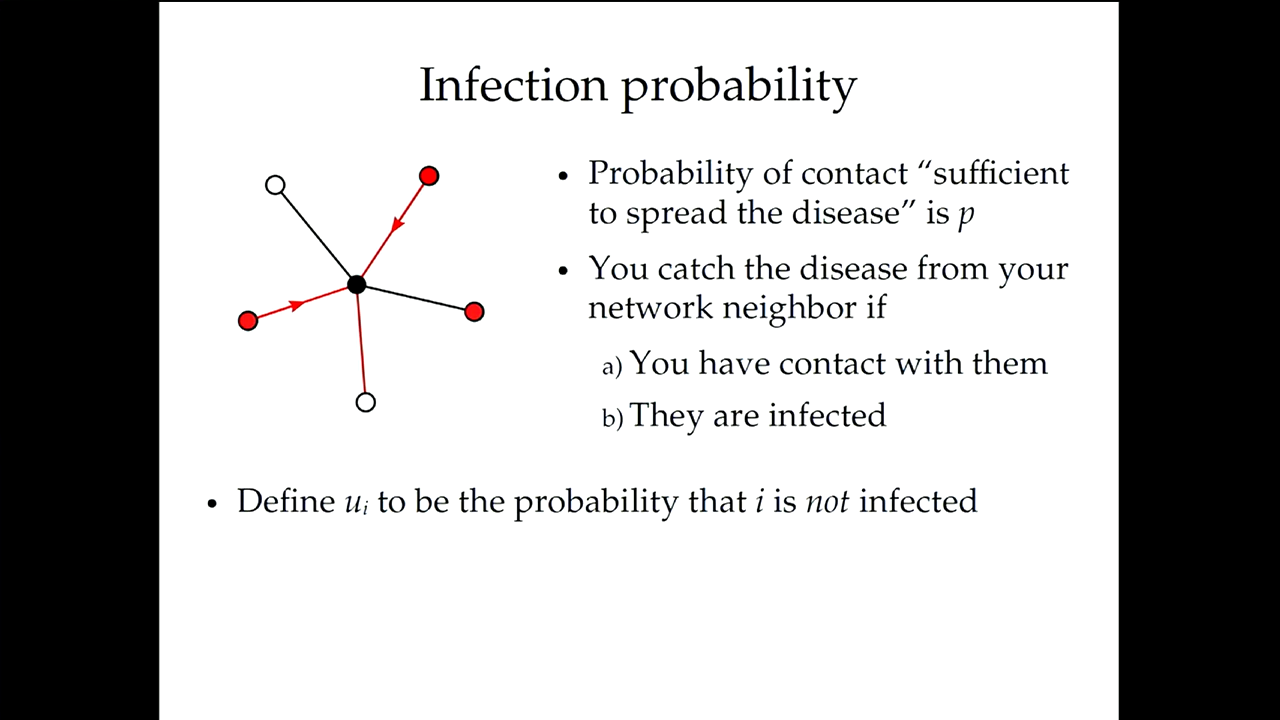 Infection probability
• Probability of contact “sufficient
to spread the disease” is p
• You catch the disease from your
network neighbor if
a) You have contact with them
b) They are infected
• Define uᵢ to be the probability that i is not infected